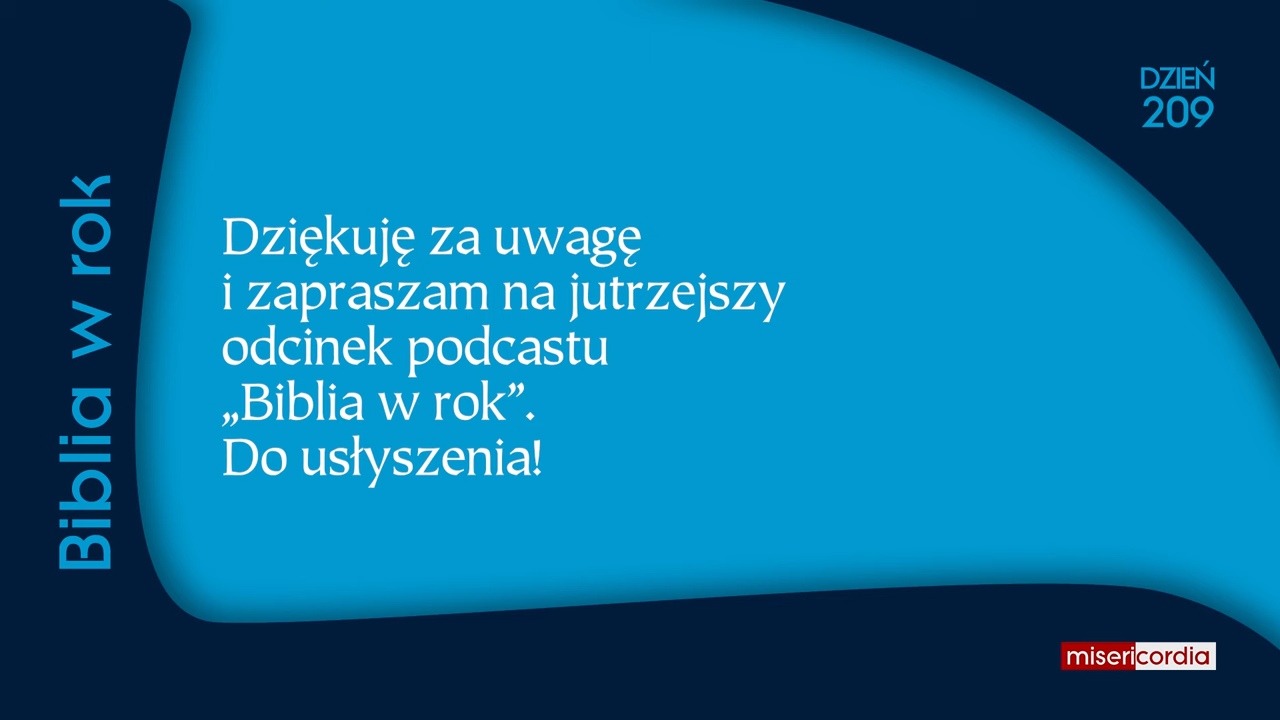 Biblia w rok
DZIEŃ
209
Dziękuję za uwagę
i zapraszam na jutrzejszy
odcinek podcastu
„Biblia w rok”.
Do usłyszenia!
misericordia